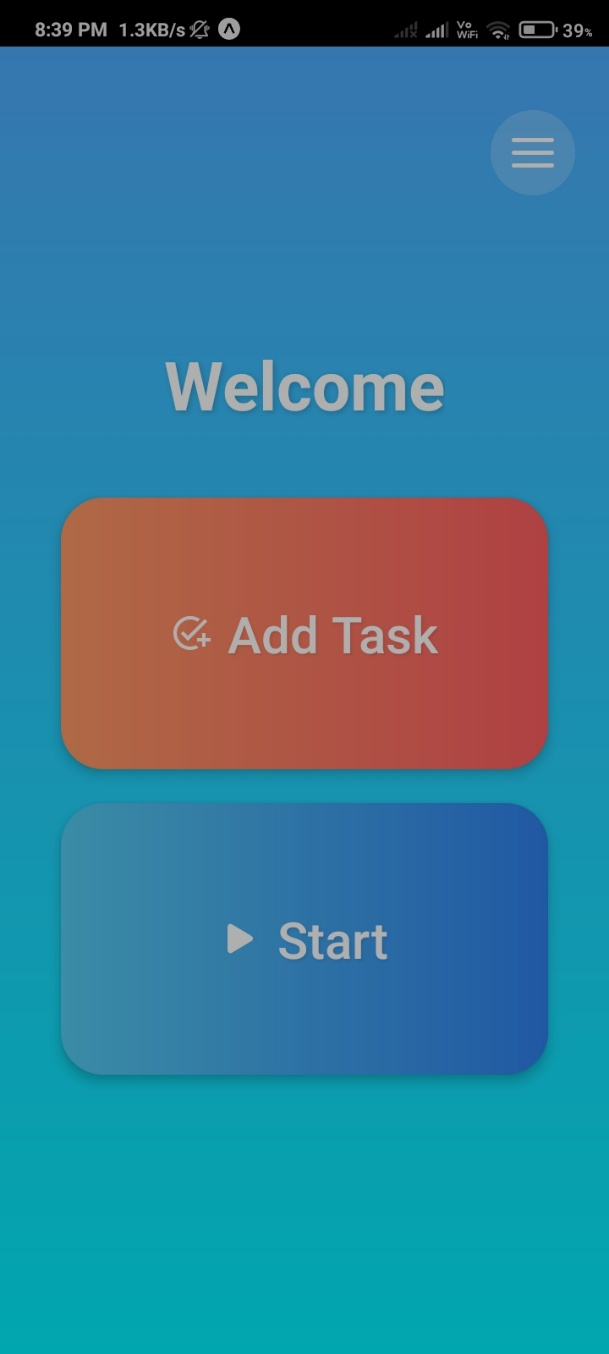 8:39 PM 1.3KB/s Vo WiFi 39%
Welcome
Add Task
Start